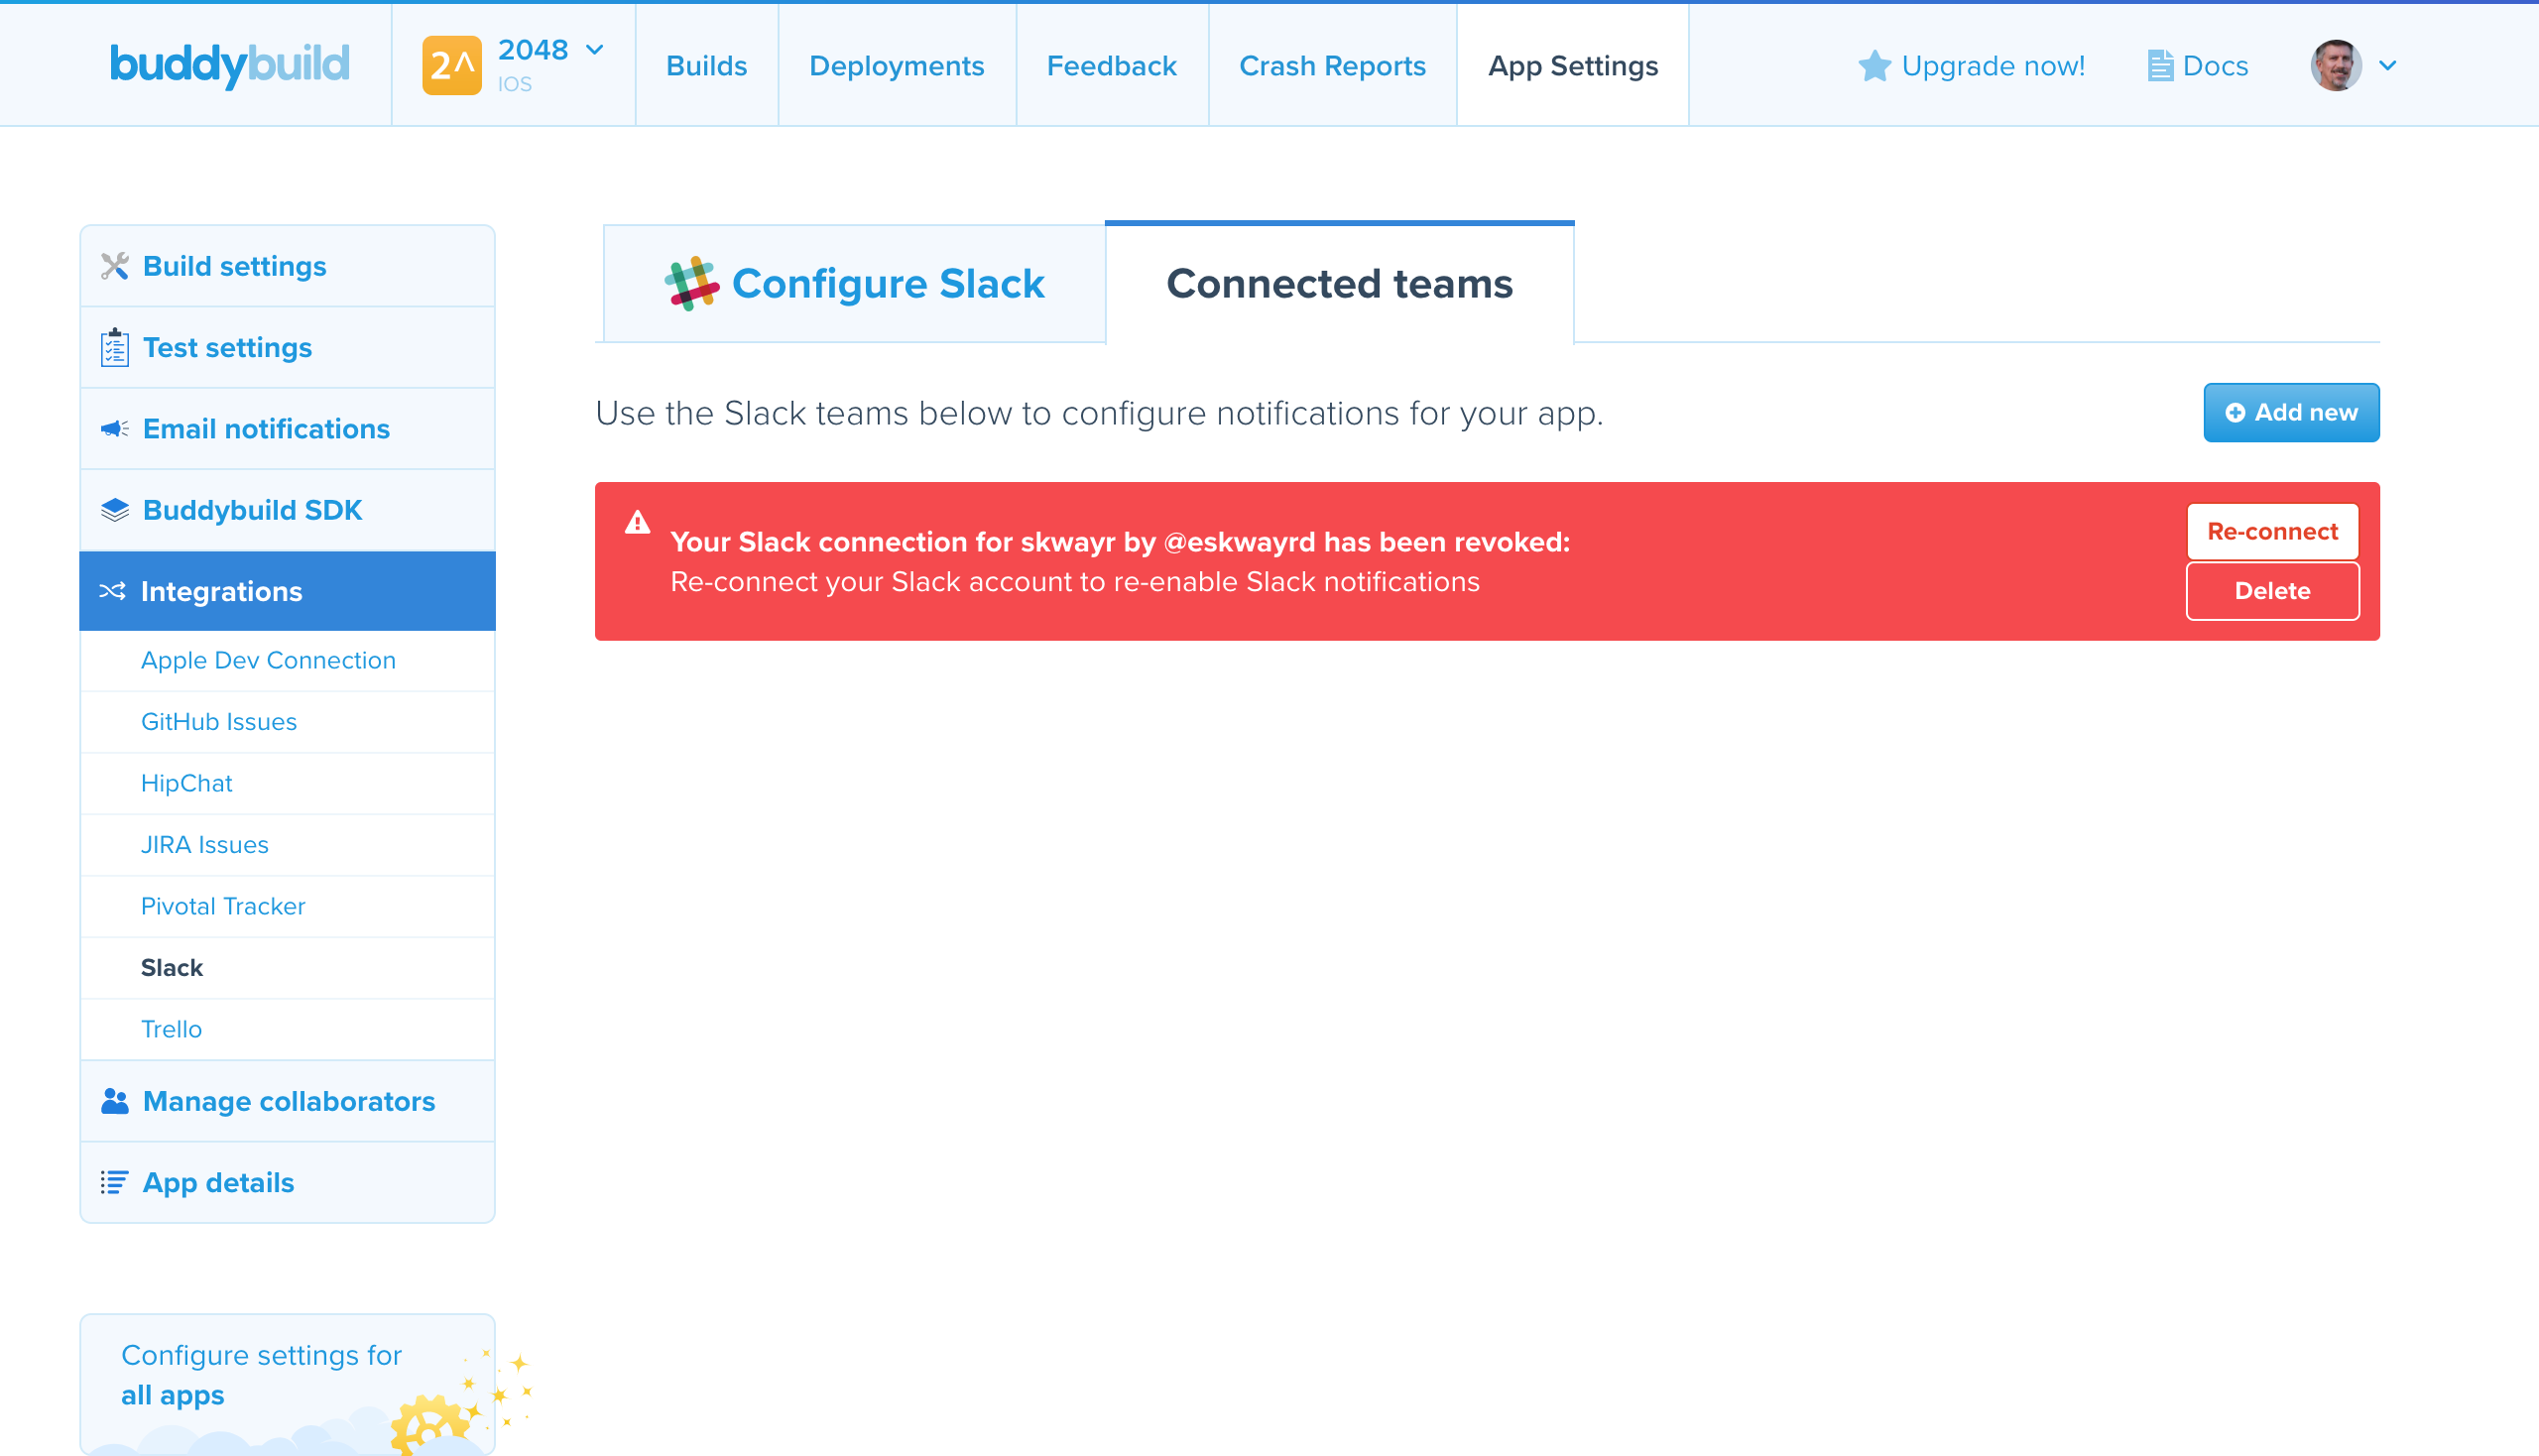 buddybuild
2^
2048
IOS
Builds
Deployments
Feedback
Crash Reports
App Settings
Upgrade now!
Docs
Build settings
Test settings
Email notifications
Buddybuild SDK
Integrations
Apple Dev Connection
GitHub Issues
HipChat
JIRA Issues
Pivotal Tracker
Slack
Trello
Manage collaborators
App details
Configure settings for
all apps
Configure Slack
Connected teams
Use the Slack teams below to configure notifications for your app.
Add new
Your Slack connection for skwayr by @eskwayrd has been revoked:
Re-connect your Slack account to re-enable Slack notifications
Re-connect
Delete